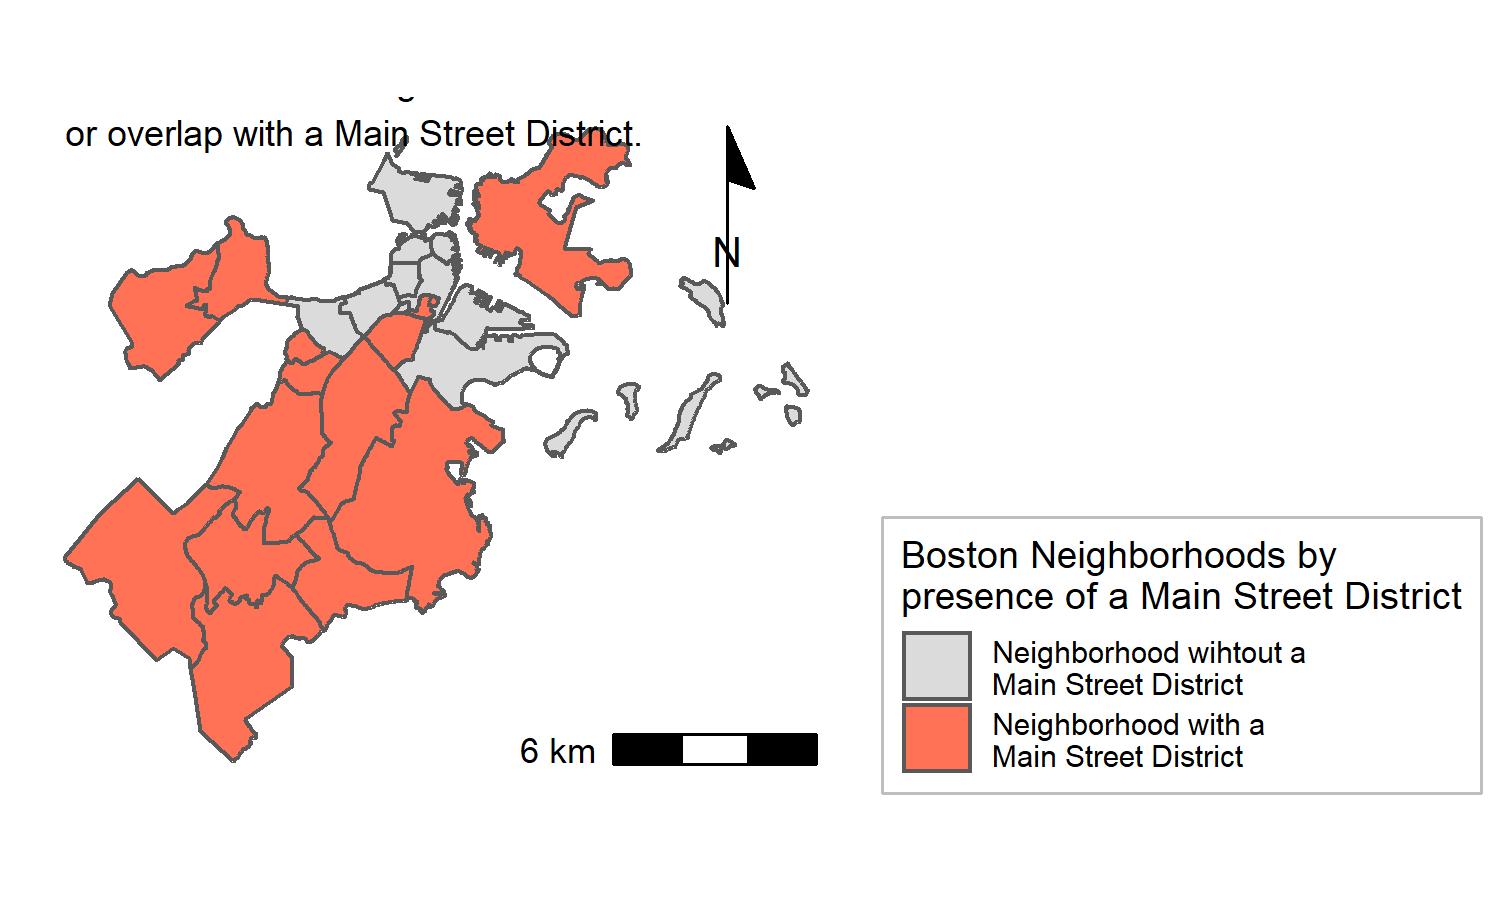 or overlap with a Main Street District.
N
Boston Neighborhoods by
presence of a Main Street District
Neighborhood wihtout a
Main Street District
Neighborhood with a
Main Street District
6 km